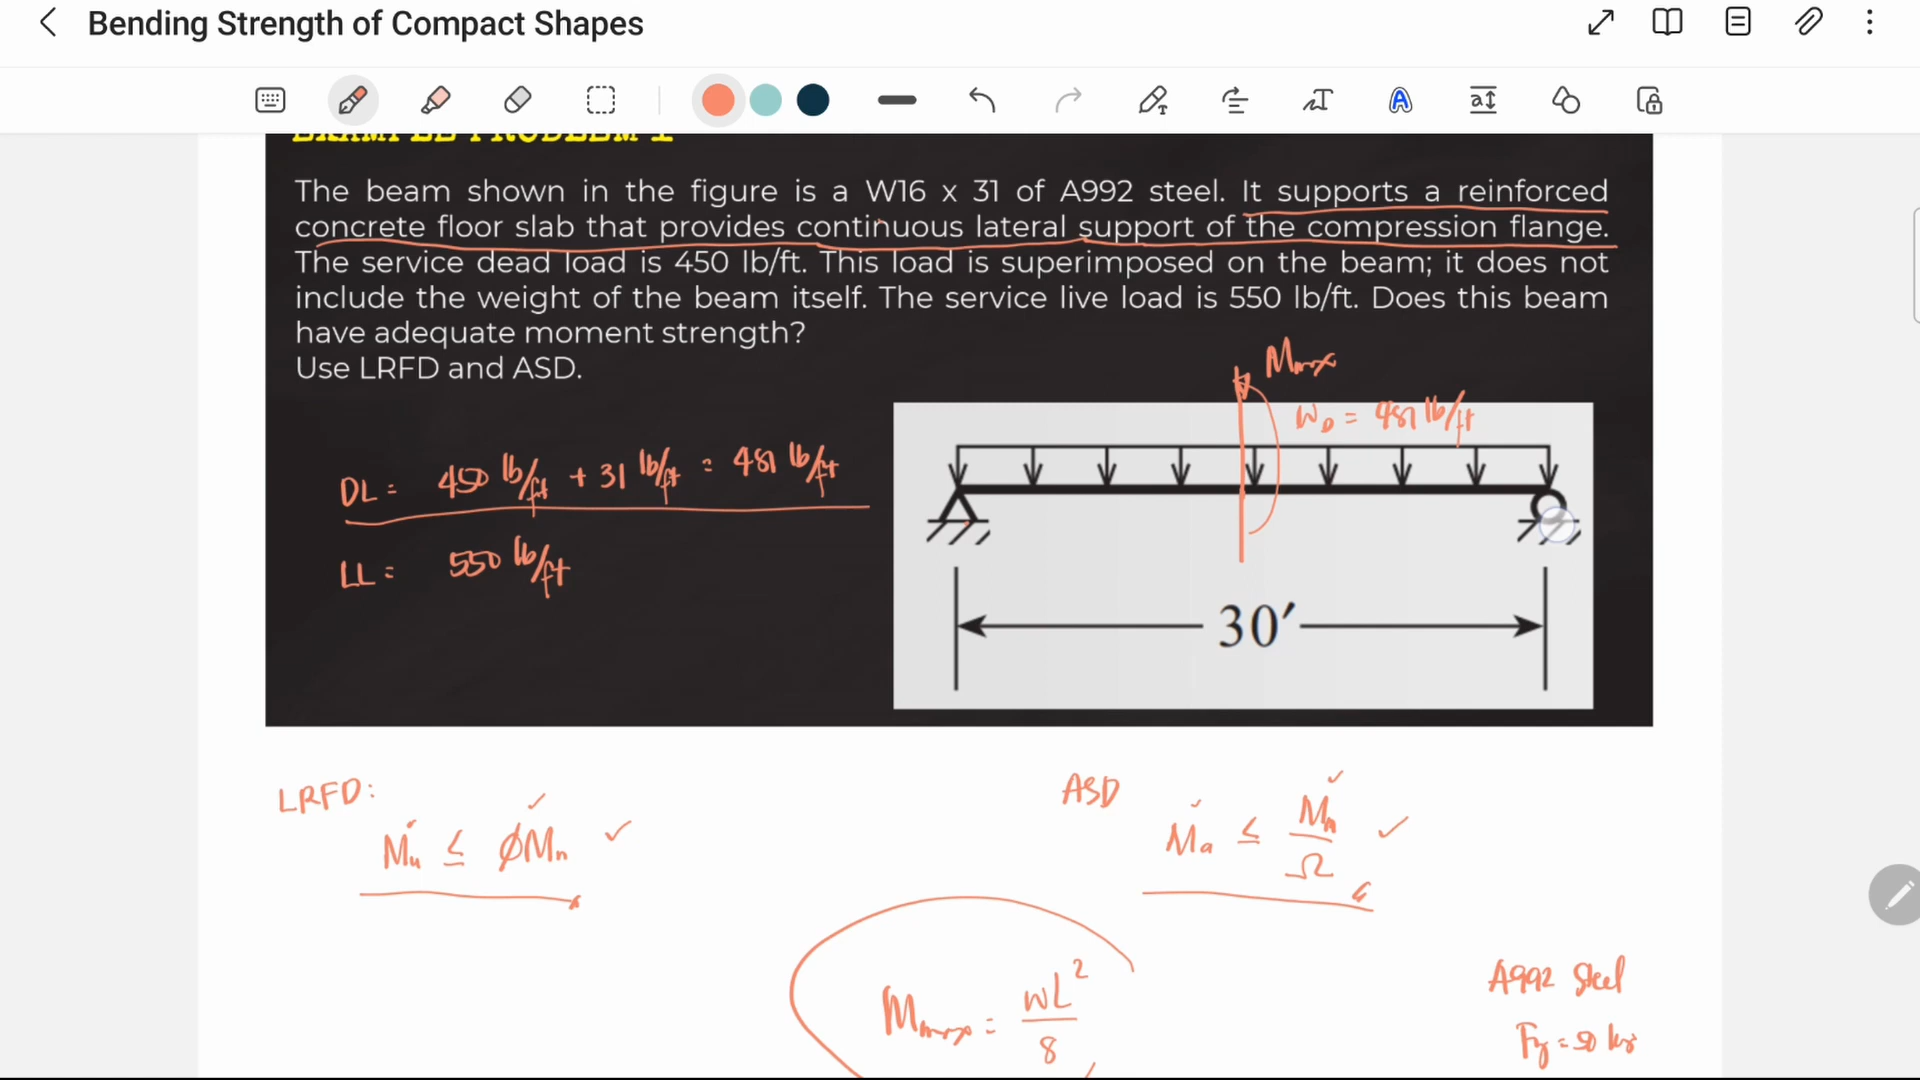 Bending Strength of Compact Shapes
EXAMPLE PROBLEM 1
The beam shown in the figure is a W16 x 31 of A992 steel. It supports a reinforced
concrete floor slab that provides continuous lateral support of the compression flange.
The service dead load is 450 lb/ft. This load is superimposed on the beam; it does not
include the weight of the beam itself. The service live load is 550 lb/ft. Does this beam
have adequate moment strength?
Use LRFD and ASD.
Mmax
W_D = 481 lb/ft
DL = 450 lb/ft + 31 lb/ft = 481 lb/ft
LL = 550 lb/ft
30′
LRFD:
Mu ≤ ϕMn ✓
ASD
Ma ≤ Mn/Ω ✓
Mmax = wL²/8
A992 Steel
Fy = 50 ksi